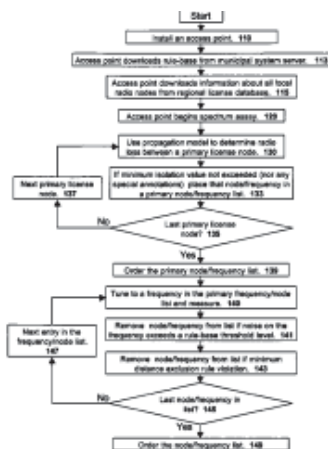 Start
Install an access point. 110
Access point downloads rule-base from municipal system server. 113
Access point downloads information about all local
radio nodes from regional license database. 115
Access point begins spectrum assay.
Use propagation model to determine radio
loss between a primary license node. 130
If minimum isolation value not exceeded (nor any
special annotations) place that node/frequency in
a primary node/frequency list. 133
Next primary license
node. 137
Last primary license
node? 135
No
Yes
Order the primary node/frequency list. 139
Tune to a frequency in the primary frequency/node
list and measure. 140
Remove node/frequency from list if noise on the
frequency exceeds a rule-base threshold level. 141
Next entry in the
frequency/node list.
147
Remove node/frequency from list if minimum
distance exclusion rule violation. 143
Last node/frequency in
list? 145
No
Yes
Order the node/frequency list. 149